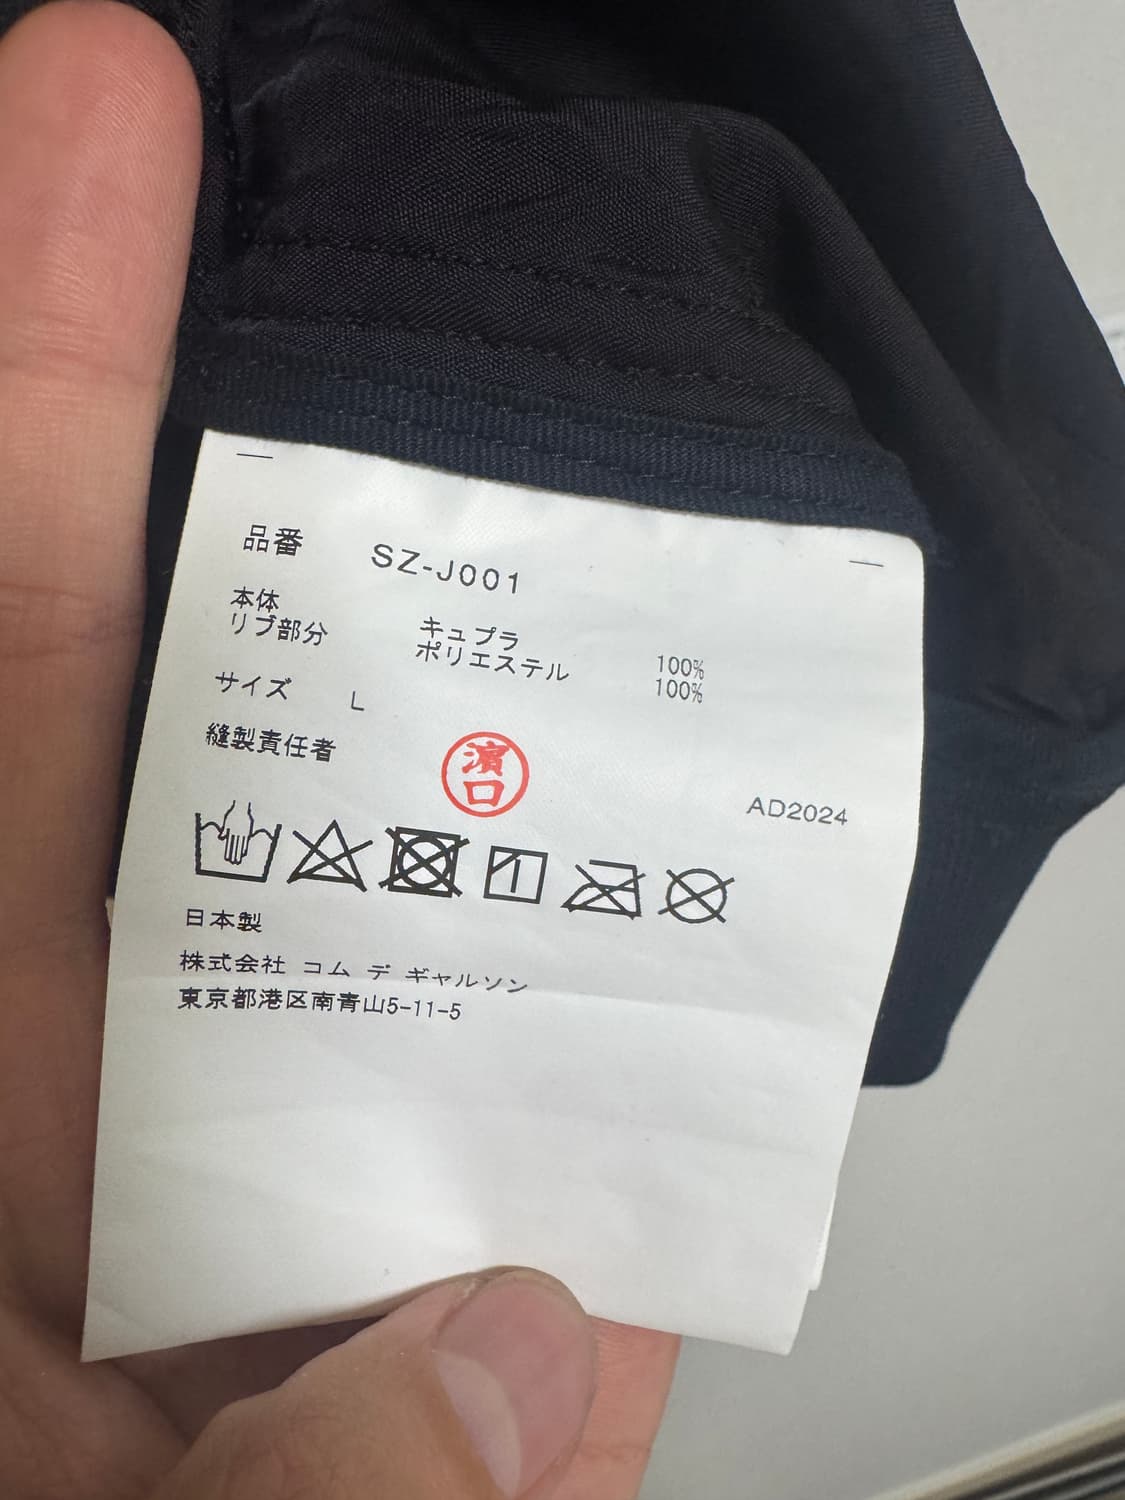 品番 SZ-J001
本体 キュプラ 100%
リブ部分 ポリエステル 100%
サイズ L
縫製責任者
濱口
AD2024
日本製
株式会社 コム デ ギャルソン
東京都港区南青山5-11-5